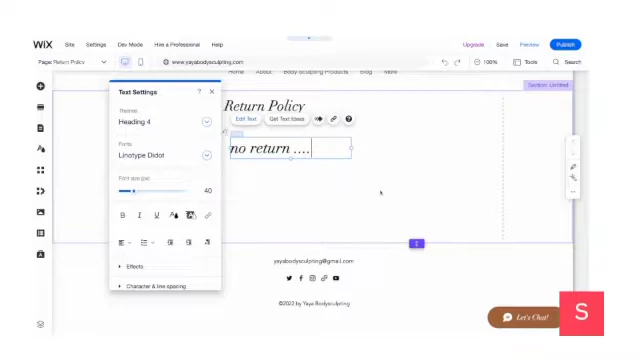 WiX Site Settings Dev Mode Hire a Professional Help Upgrade Save Preview Publish
Page: Return Policy www.yayabodysculpting.com 100% Tools Search
Home About Body Sculpting Products Blog More
Section: Untitled
Text Settings ? ×
Themes
Heading 4
Fonts
Linotype Didot
Font size (px)
40
B I U
Effects
Character & line spacing
Return Policy
Edit Text Get Text Ideas
no return ....
yayabodysculpting@gmail.com
©2022 by Yaya Bodysculpting
Let's Chat!
S